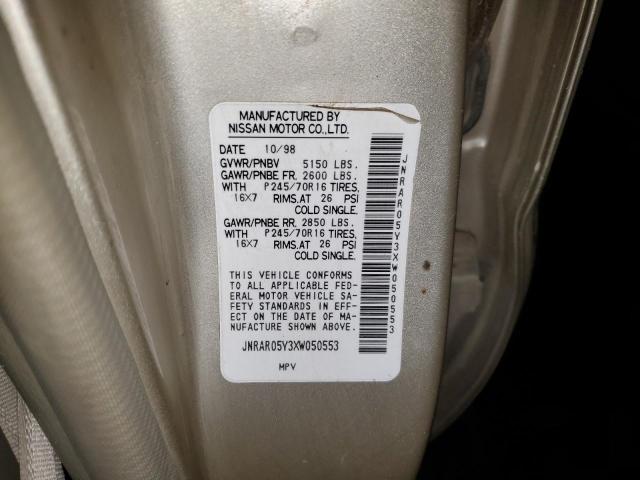 MANUFACTURED BY
NISSAN MOTOR CO.,LTD.
DATE 10/98
GVWR/PNBV 5150 LBS.
GAWR/PNBE FR. 2600 LBS.
WITH P245/70R16 TIRES,
16X7 RIMS,AT 26 PSI
COLD SINGLE.
GAWR/PNBE RR. 2850 LBS.
WITH P245/70R16 TIRES,
16X7 RIMS,AT 26 PSI
COLD SINGLE.
THIS VEHICLE CONFORMS
TO ALL APPLICABLE FED-
ERAL MOTOR VEHICLE SA-
FETY STANDARDS IN EFF-
ECT ON THE DATE OF MA-
NUFACTURE SHOWN ABOVE.
JNRAR05Y3XW050553
MPV
JNRAR05Y3XW050553